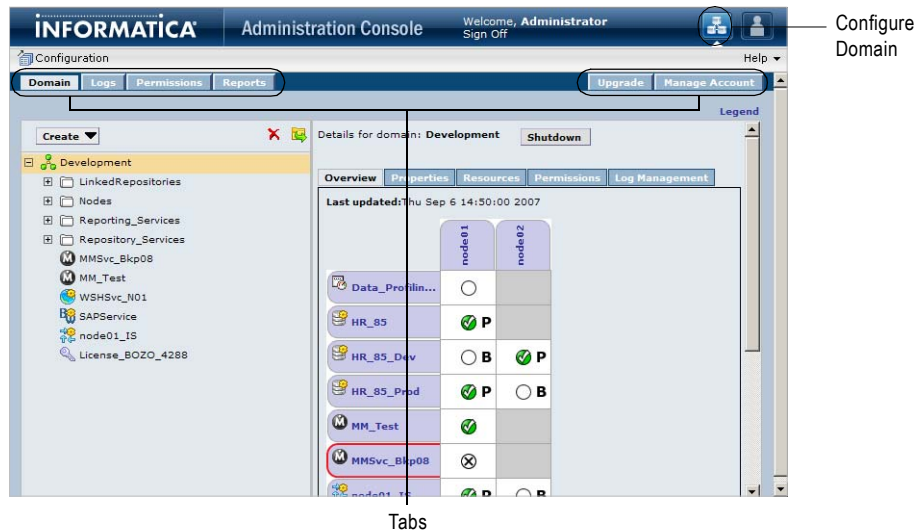 INFORMATICA Administration Console Welcome, Administrator
Sign Off
Configure
Domain
Configuration Help
Domain Logs Permissions Reports Upgrade Manage Account
Legend
Create Details for domain: Development Shutdown
Development
LinkedRepositories
Nodes
Reporting_Services
Repository_Services
MMSvc_Bkp08
MM_Test
WSHSvc_N01
SAPService
node01_IS
License_BOZO_4288
Overview Properties Resources Permissions Log Management
Last updated:Thu Sep 6 14:50:00 2007
node01 node02
Data_Profilin...
HR_85 P
HR_85_Dev B P
HR_85_Prod P B
MM_Test
MMSvc_Bkp08
node01_IS P B
Tabs